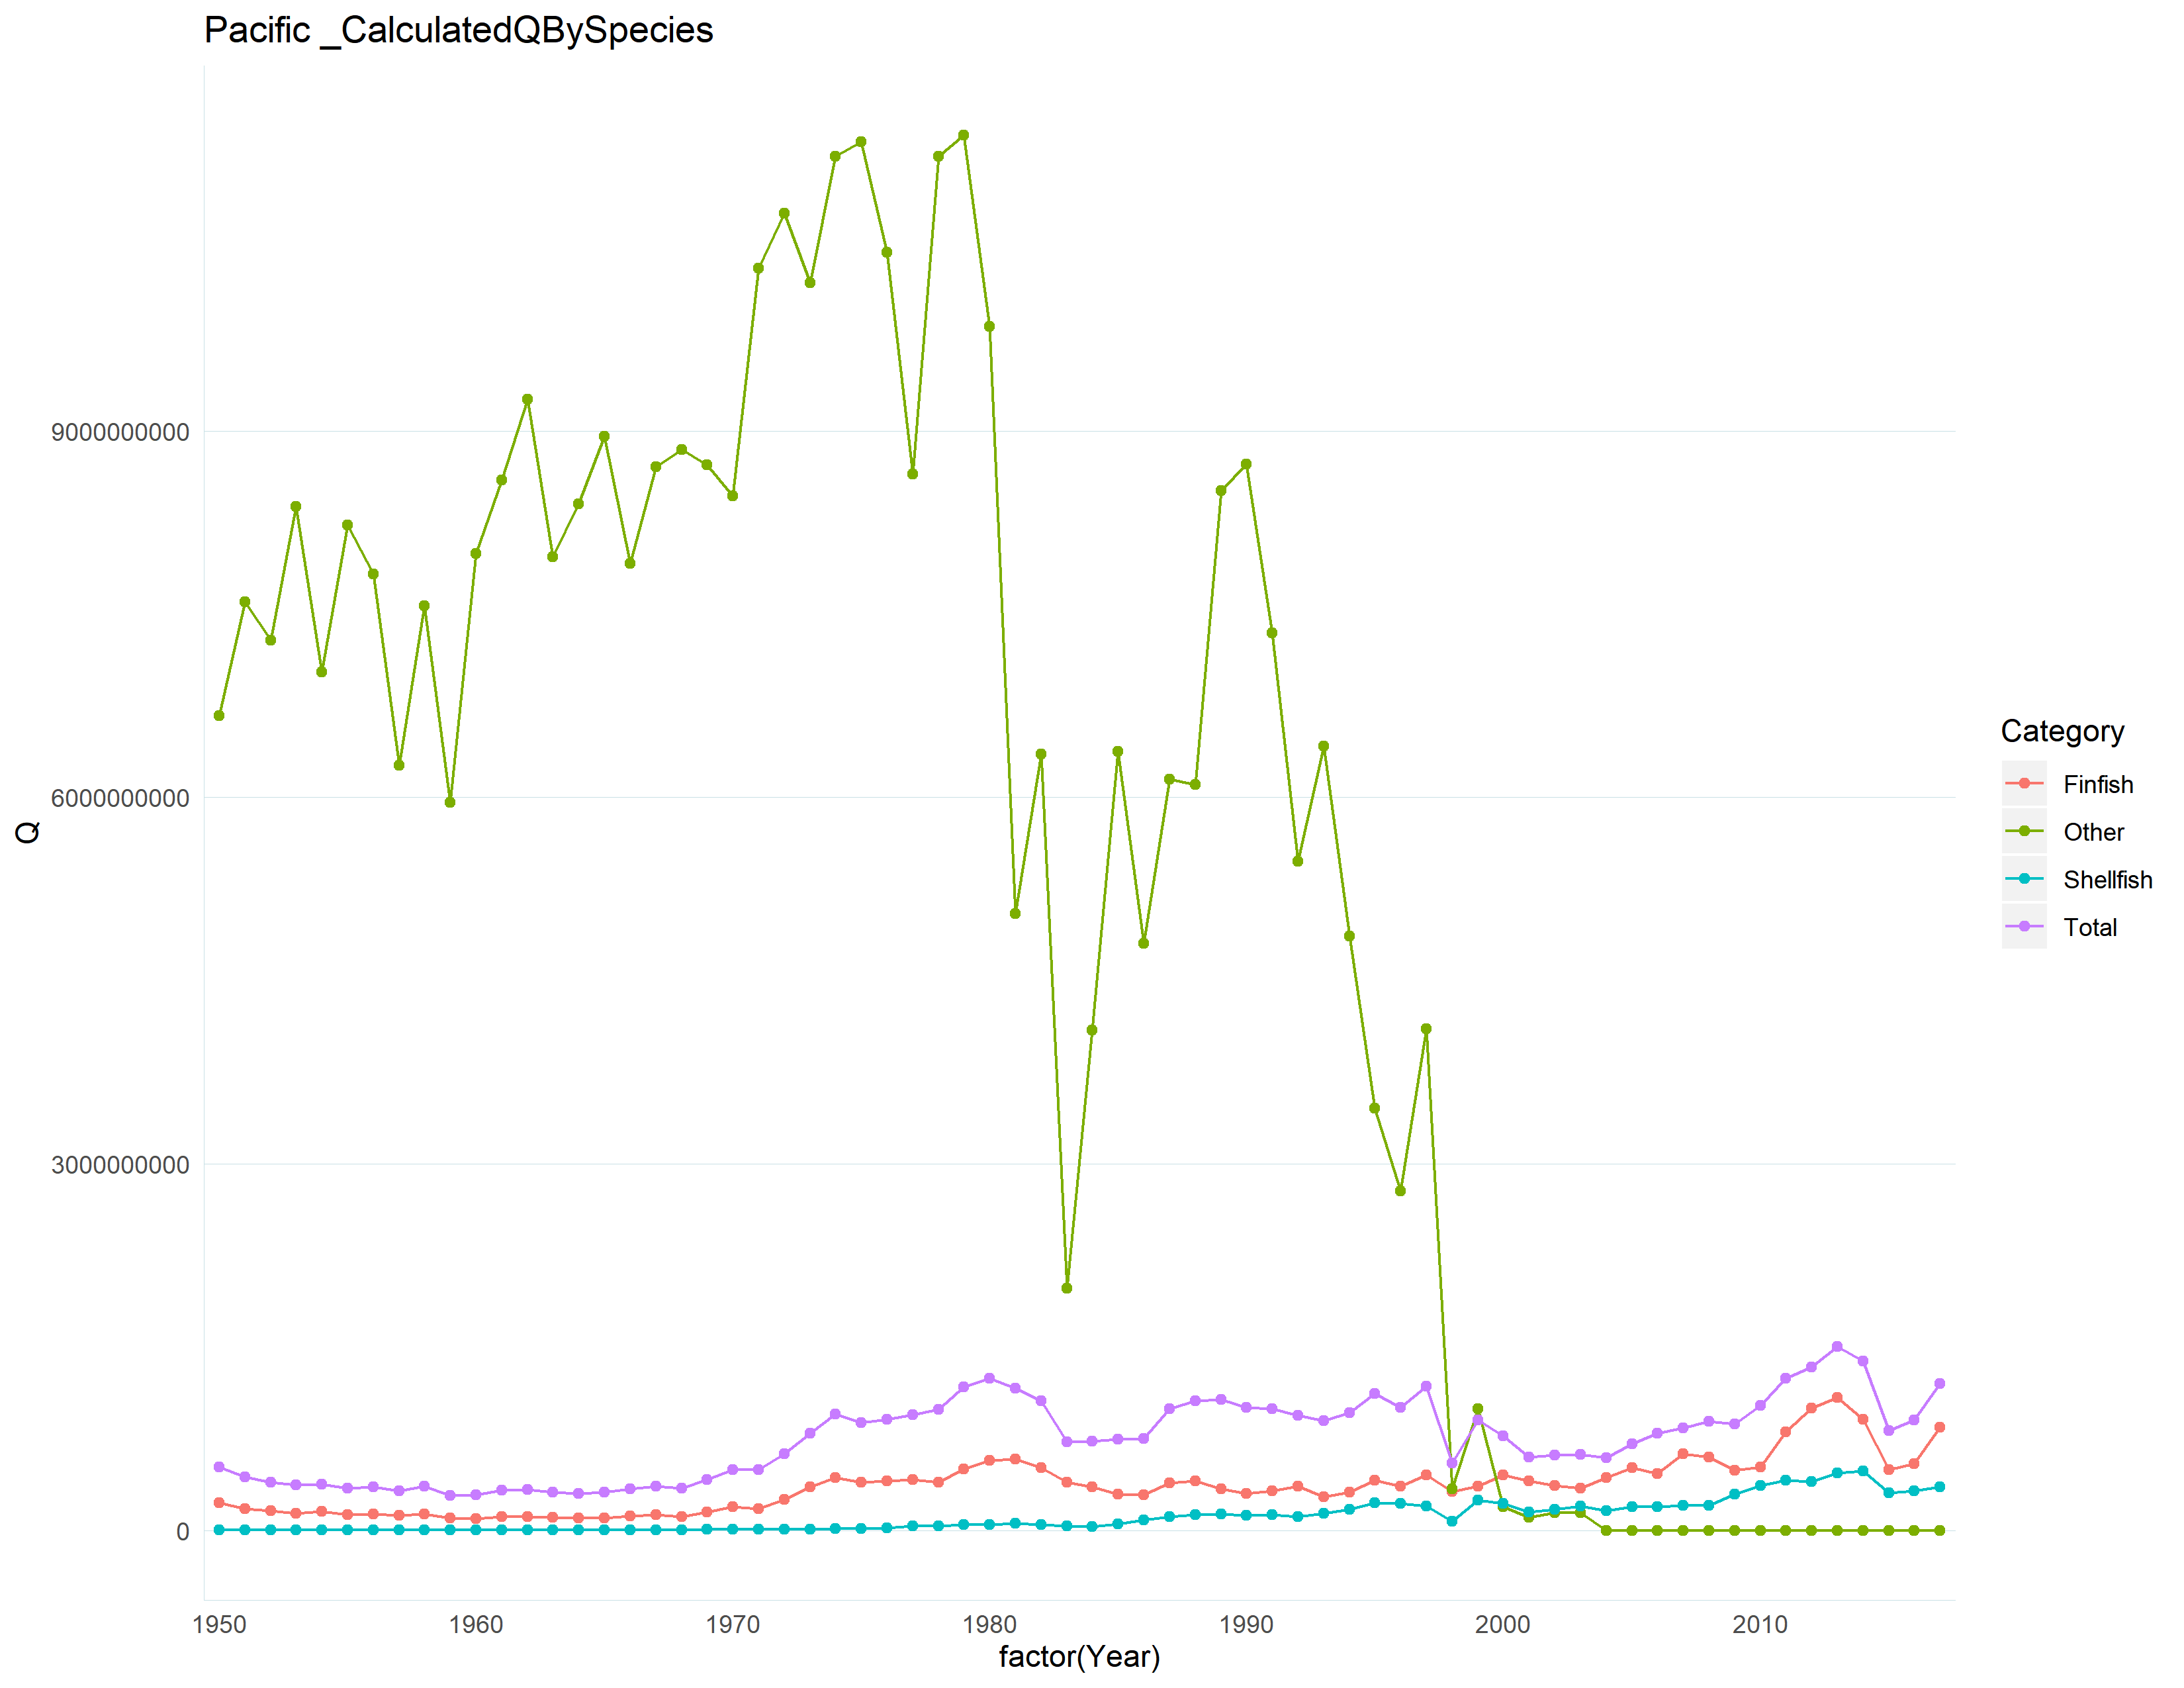 Pacific _CalculatedQBySpecies
9000000000
6000000000
3000000000
0
Q
1950 1960 1970 1980 1990 2000 2010
factor(Year)
Category
Finfish
Other
Shellfish
Total